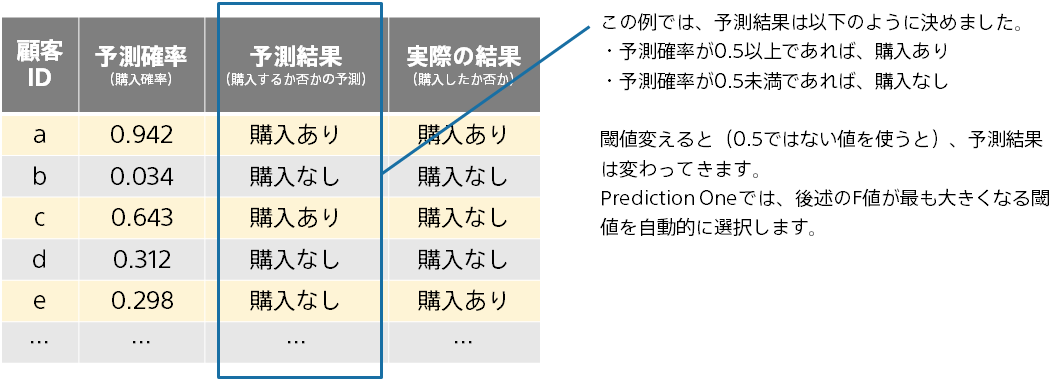 顧客
ID
予測確率
(購入確率)
予測結果
(購入するか否かの予測)
実際の結果
(購入したか否か)
a 0.942 購入あり 購入あり
b 0.034 購入なし 購入なし
c 0.643 購入あり 購入なし
d 0.312 購入なし 購入なし
e 0.298 購入なし 購入あり
… … … …
この例では、予測結果は以下のように決めました。
・予測確率が0.5以上であれば、購入あり
・予測確率が0.5未満であれば、購入なし
閾値変えると（0.5ではない値を使うと）、予測結果
は変わってきます。
Prediction Oneでは、後述のF値が最も大きくなる閾
値を自動的に選択します。